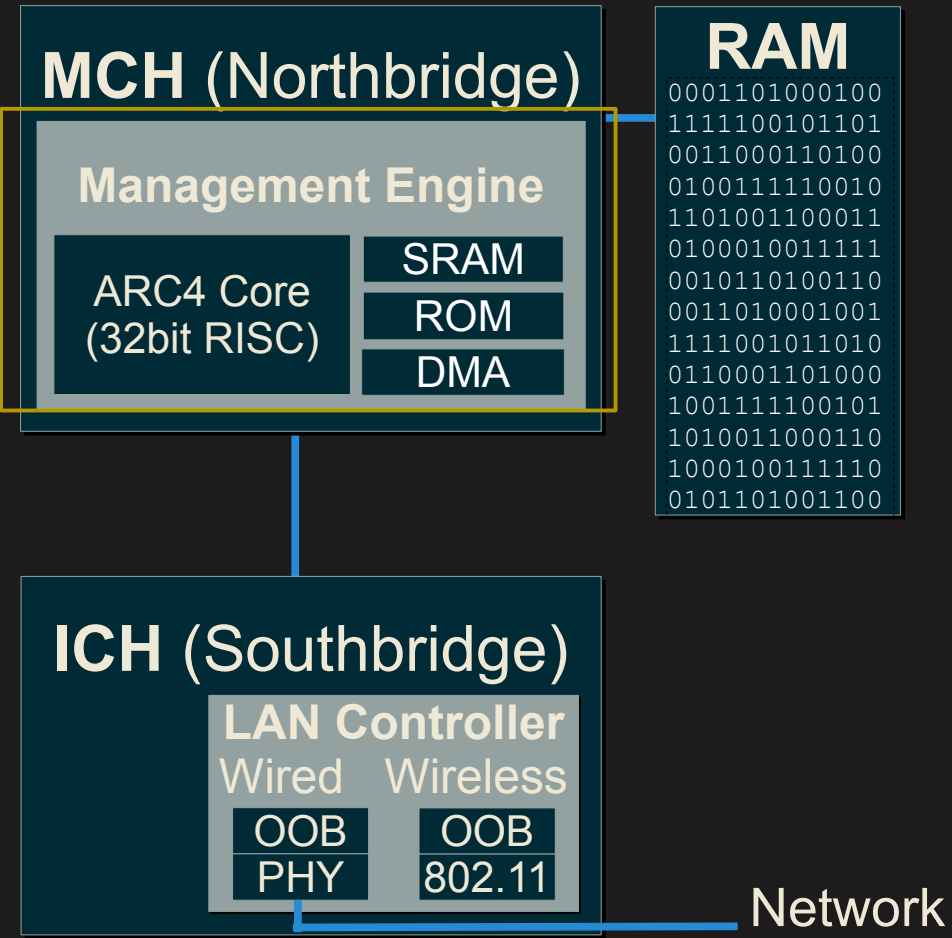 MCH (Northbridge)
Management Engine
ARC4 Core
(32bit RISC)
SRAM
ROM
DMA
RAM
0001101000100
1111100101101
0011000110100
0100111110010
1101001100011
0100010011111
0010110100110
0011010001001
1111001011010
0110001101000
1001111100101
1010011000110
1000100111110
0101101001100
ICH (Southbridge)
LAN Controller
Wired Wireless
OOB OOB
PHY 802.11
Network